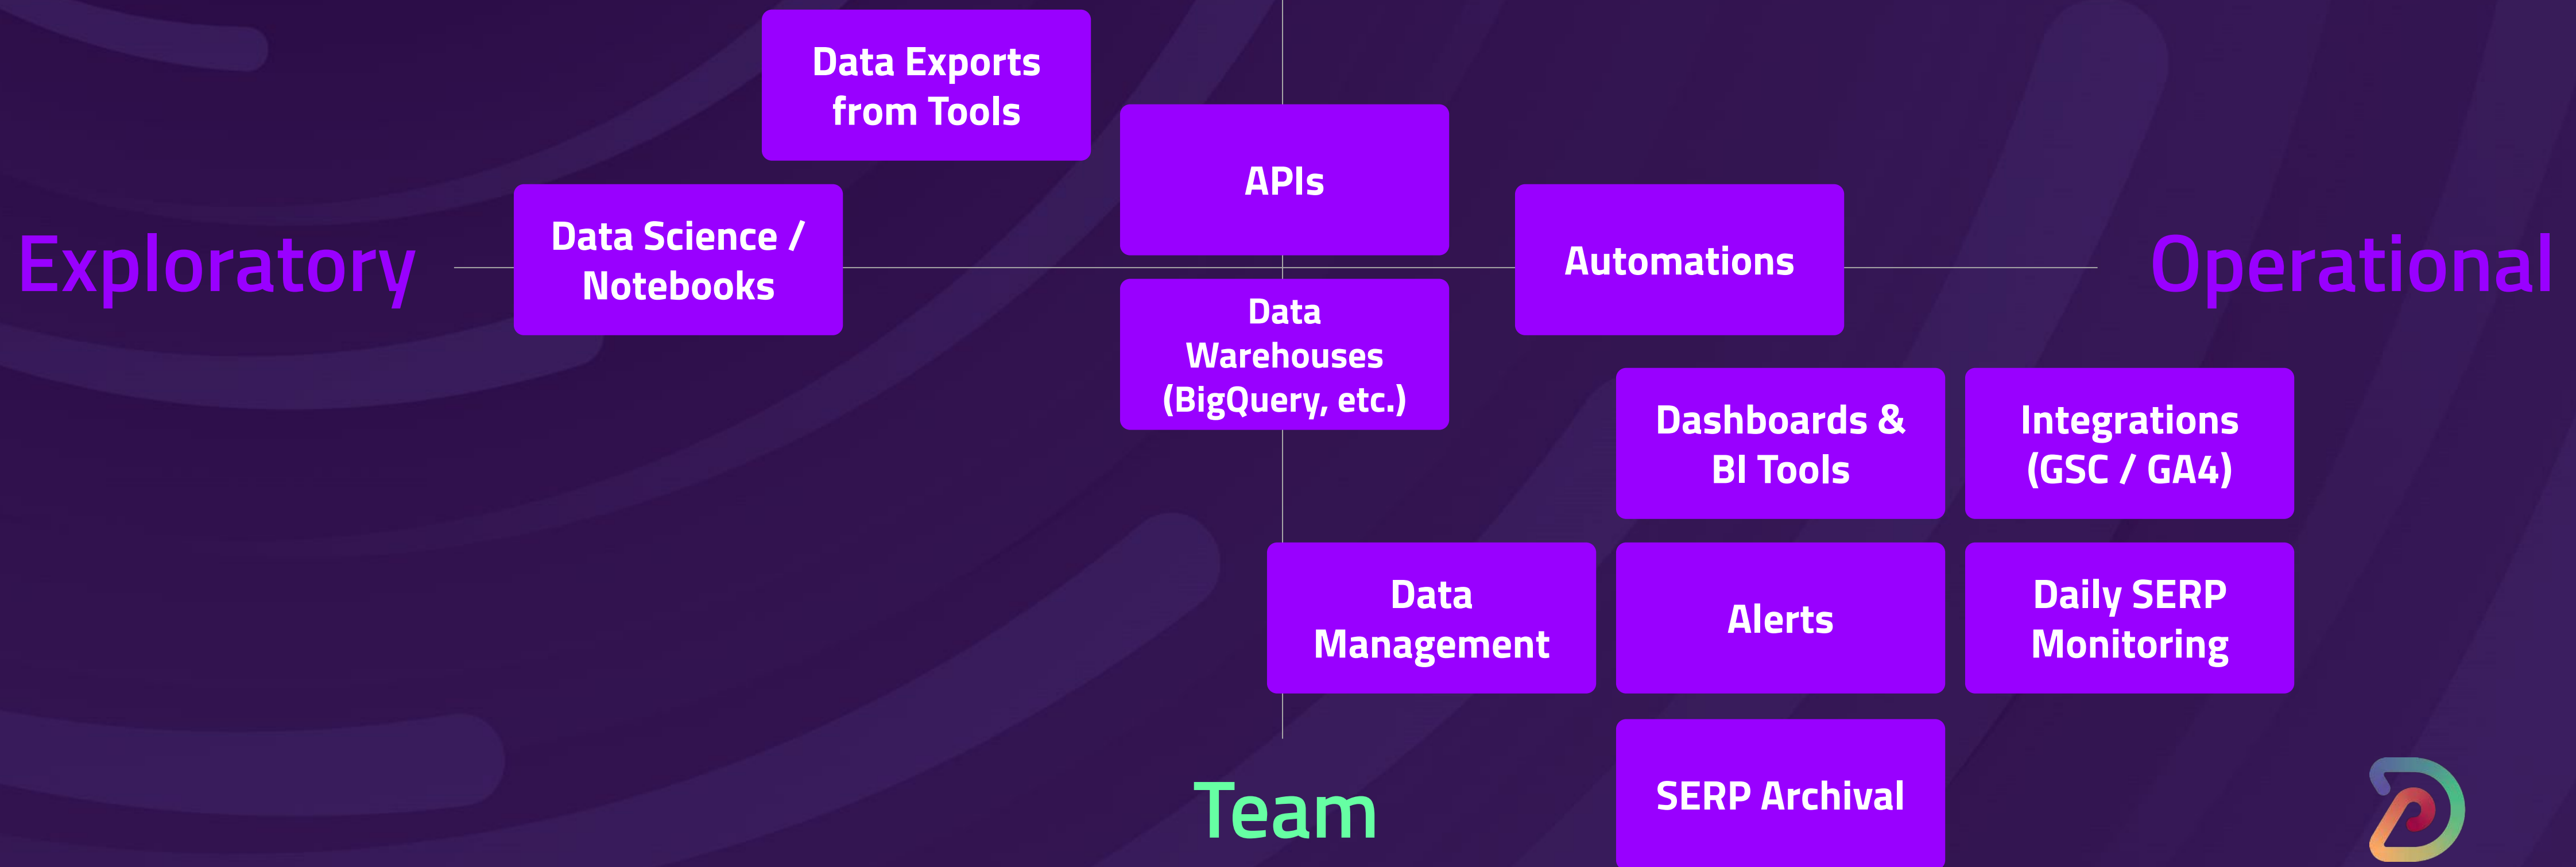 Data Exports
from Tools
APIs
Exploratory
Data Science /
Notebooks
Automations
Operational
Data
Warehouses
(BigQuery, etc.)
Dashboards &
BI Tools
Integrations
(GSC / GA4)
Data
Management
Alerts
Daily SERP
Monitoring
Team
SERP Archival